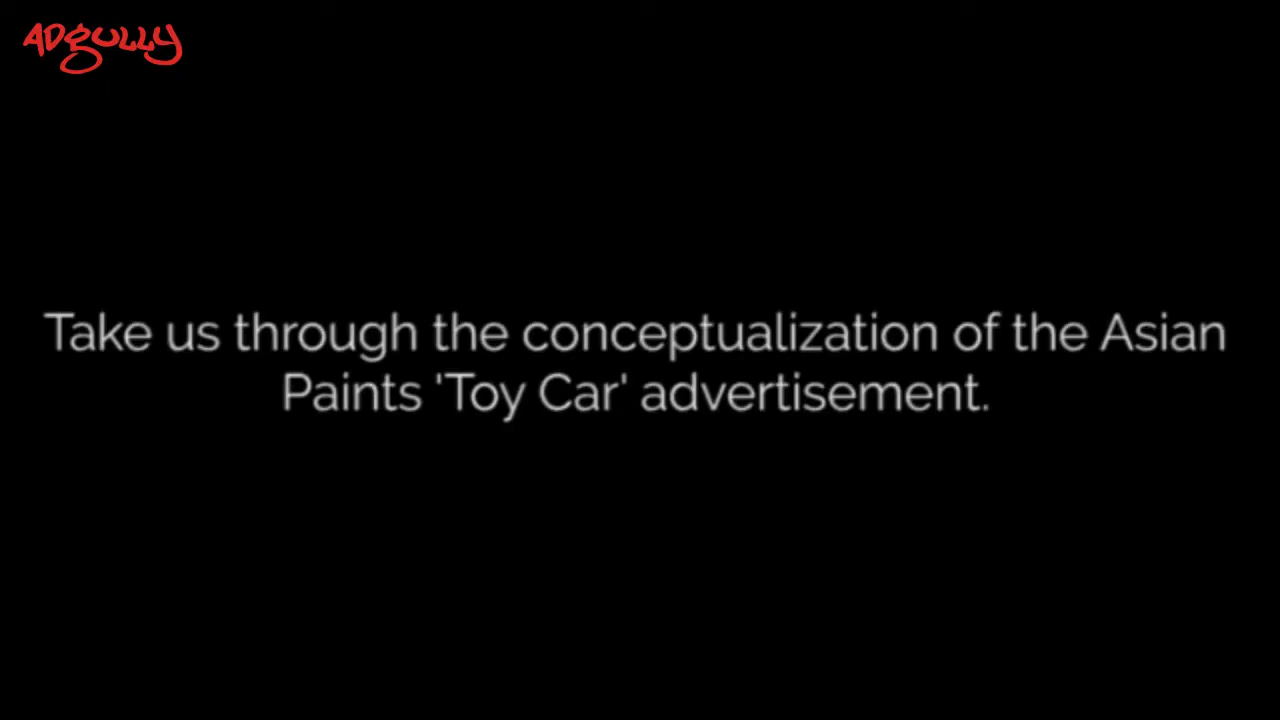 ADGULLY
Take us through the conceptualization of the Asian
Paints 'Toy Car' advertisement.